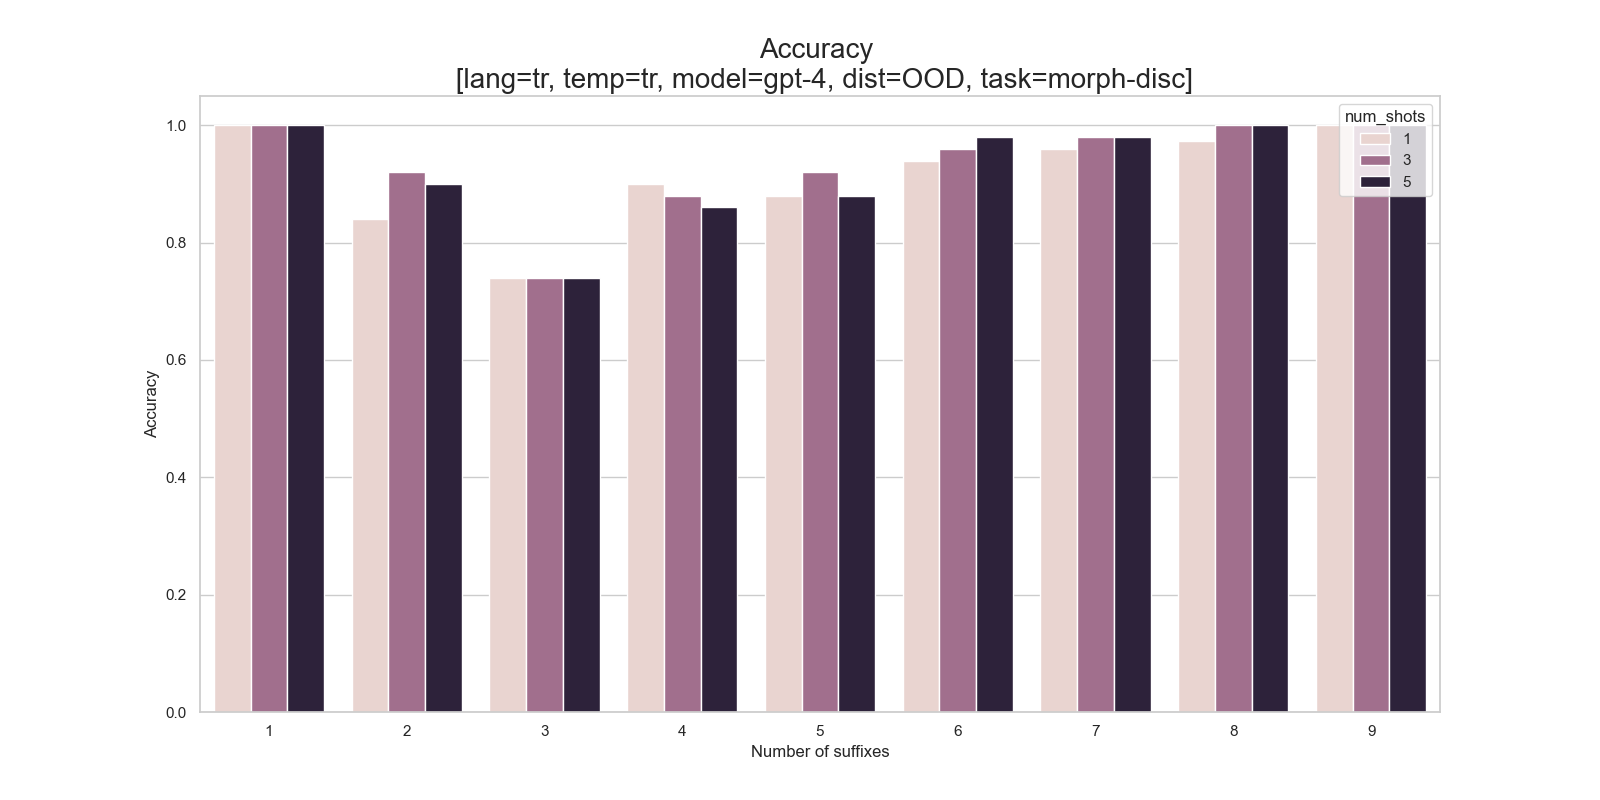 Accuracy
[lang=tr, temp=tr, model=gpt-4, dist=OOD, task=morph-disc]
num_shots
1
3
5
1.0
0.8
0.6
0.4
0.2
0.0
Accuracy
1 2 3 4 5 6 7 8 9
Number of suffixes